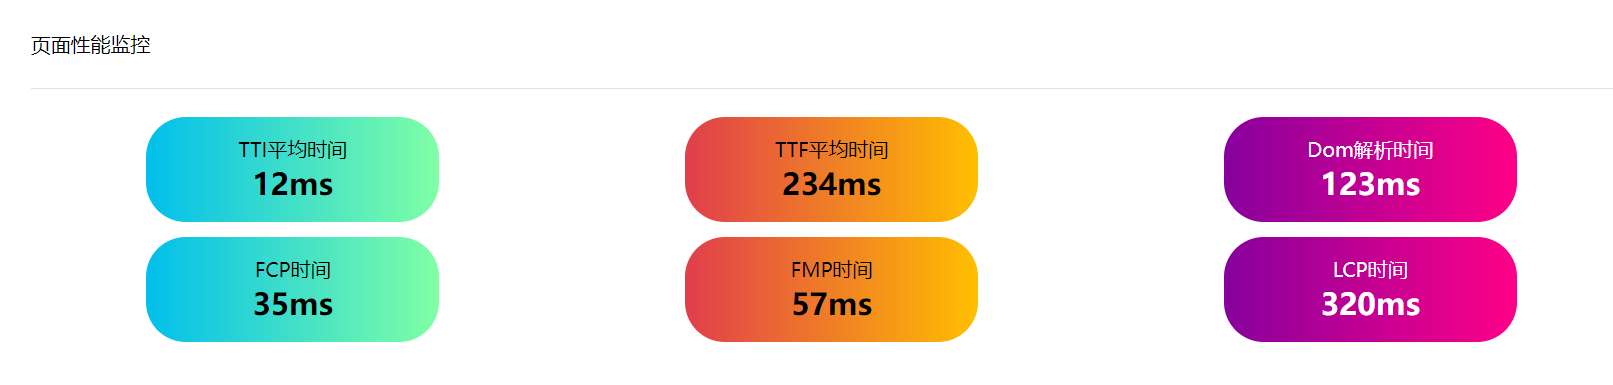 页面性能监控
TTI平均时间
12ms
TTF平均时间
234ms
Dom解析时间
123ms
FCP时间
35ms
FMP时间
57ms
LCP时间
320ms